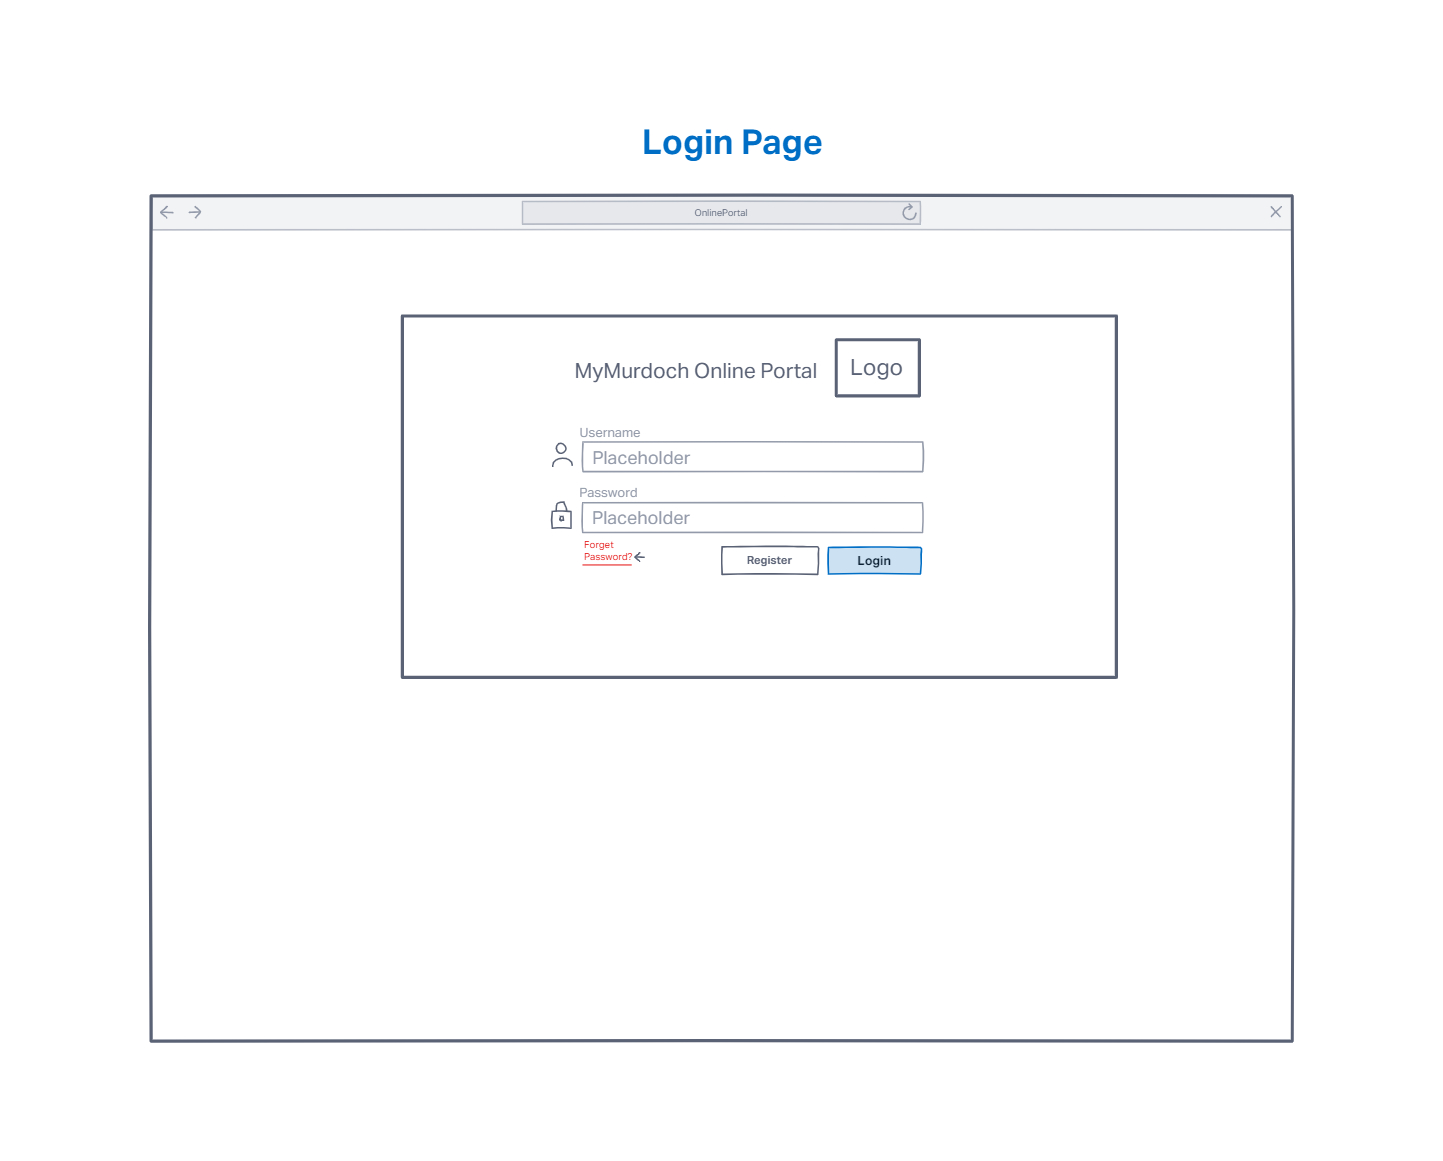 Login Page
OnlinePortal
MyMurdoch Online Portal
Logo
Username
Placeholder
Password
Placeholder
Forget
Password?
Register
Login